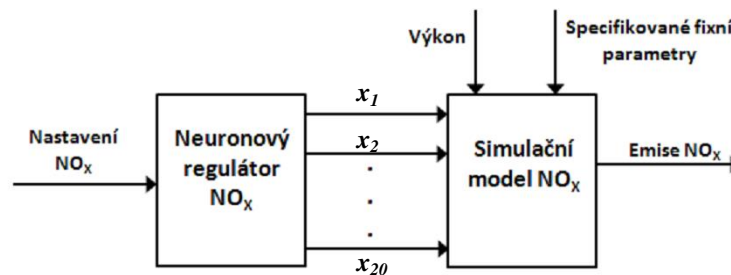 Výkon
Specifikované fixní
parametry
Nastavení
NOₓ
Neuronový
regulátor
NOₓ
x₁
x₂
x₂₀
Simulační
model NOₓ
Emise NOₓ